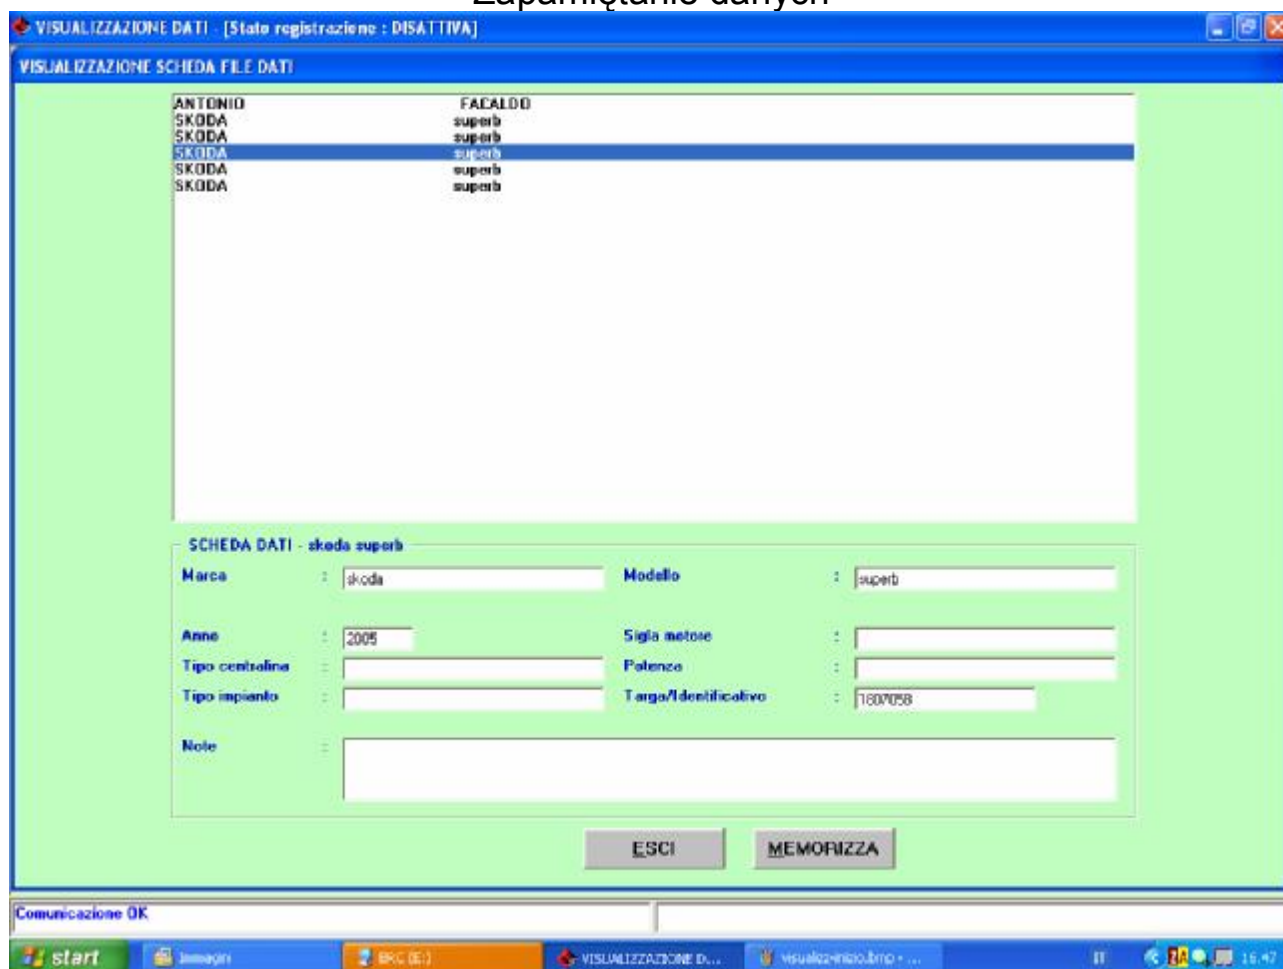 Zapamiętanie danych
VISUALIZZAZIONE DATI - [Stato registrazione : DISATTIVA]
VISUALIZZAZIONE SCHEDA FILE DATI
ANTONIO FACALDO
SKODA superb
SKODA superb
SKODA superb
SKODA superb
SKODA superb
SCHEDA DATI - skoda superb
Marca : skoda Modello : superb
Anno : 2005 Sigla motore :
Tipo centralina : Potenza :
Tipo impianto : Targa/Identificativo : 1607058
Note :
ESCI MEMORIZZA
Comunicazione OK
start Immagini BRC (E:) VISUALIZZAZIONE D... visualizz-inizio.bmp - ... IT 16.47